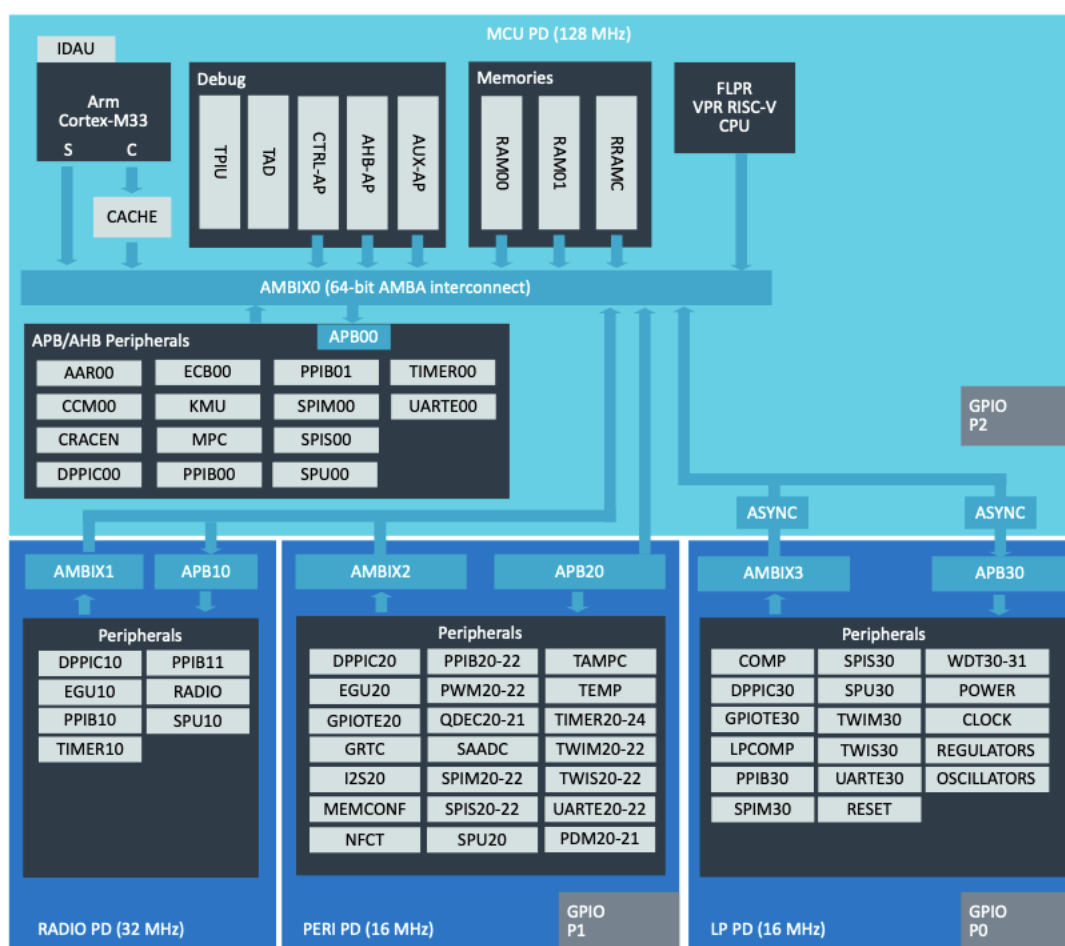 MCU PD (128 MHz)
IDAU
Arm
Cortex-M33
S C
CACHE
Debug
TPIU
TAD
CTRL-AP
AHB-AP
AUX-AP
Memories
RAM00
RAM01
RRAMC
FLPR
VPR RISC-V
CPU
AMBIX0 (64-bit AMBA interconnect)
APB/AHB Peripherals
APB00
AAR00 ECB00 PPIB01 TIMER00
CCM00 KMU SPIM00 UARTE00
CRACEN MPC SPIS00
DPPIC00 PPIB00 SPU00
GPIO
P2
ASYNC ASYNC
AMBIX1 APB10
Peripherals
DPPIC10 PPIB11
EGU10 RADIO
PPIB10 SPU10
TIMER10
RADIO PD (32 MHz)
AMBIX2 APB20
Peripherals
DPPIC20 PPIB20-22 TAMPC
EGU20 PWM20-22 TEMP
GPIOTE20 QDEC20-21 TIMER20-24
GRTC SAADC TWIM20-22
I2S20 SPIM20-22 TWIS20-22
MEMCONF SPIS20-22 UARTE20-22
NFCT SPU20 PDM20-21
PERI PD (16 MHz)
GPIO
P1
AMBIX3 APB30
Peripherals
COMP SPIS30 WDT30-31
DPPIC30 SPU30 POWER
GPIOTE30 TWIM30 CLOCK
LPCOMP TWIS30 REGULATORS
PPIB30 UARTE30 OSCILLATORS
SPIM30 RESET
LP PD (16 MHz)
GPIO
P0